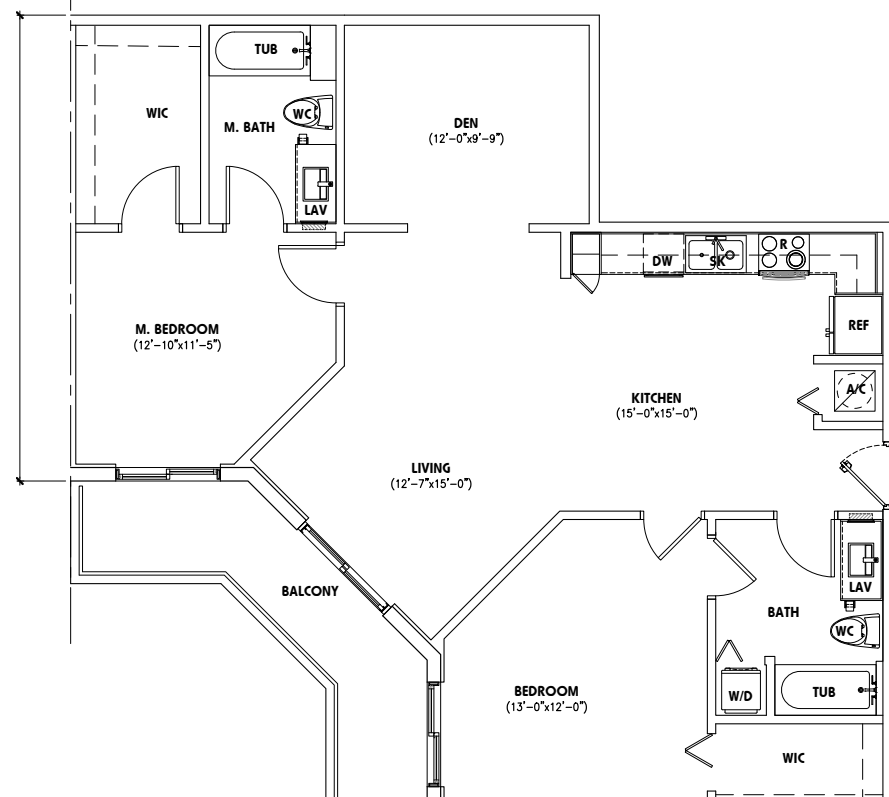 TUB
WIC
WC
M. BATH
DEN
(12'-0"x9'-9")
LAV
DW
SK
R
REF
M. BEDROOM
(12'-10"x11'-5")
A/C
KITCHEN
(15'-0"x15'-0")
LIVING
(12'-7"x15'-0")
BALCONY
LAV
BATH
WC
BEDROOM
(13'-0"x12'-0")
W/D
TUB
WIC